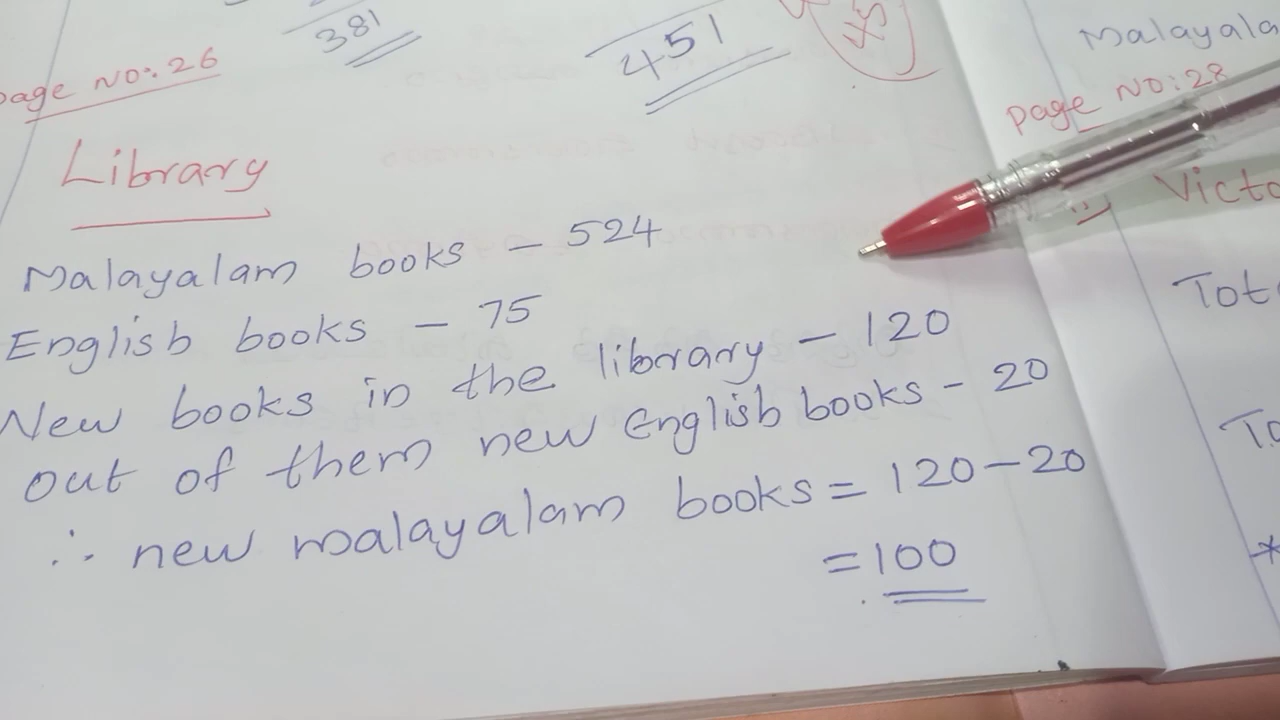 381
451
45
Page No: 26
Library
Malayalam books - 524
English books - 75
New books in the library - 120
out of them new English books - 20
∴ new malayalam books = 120 - 20
= 100
Malayala
Page No: 28
Victo
Tot
To
*